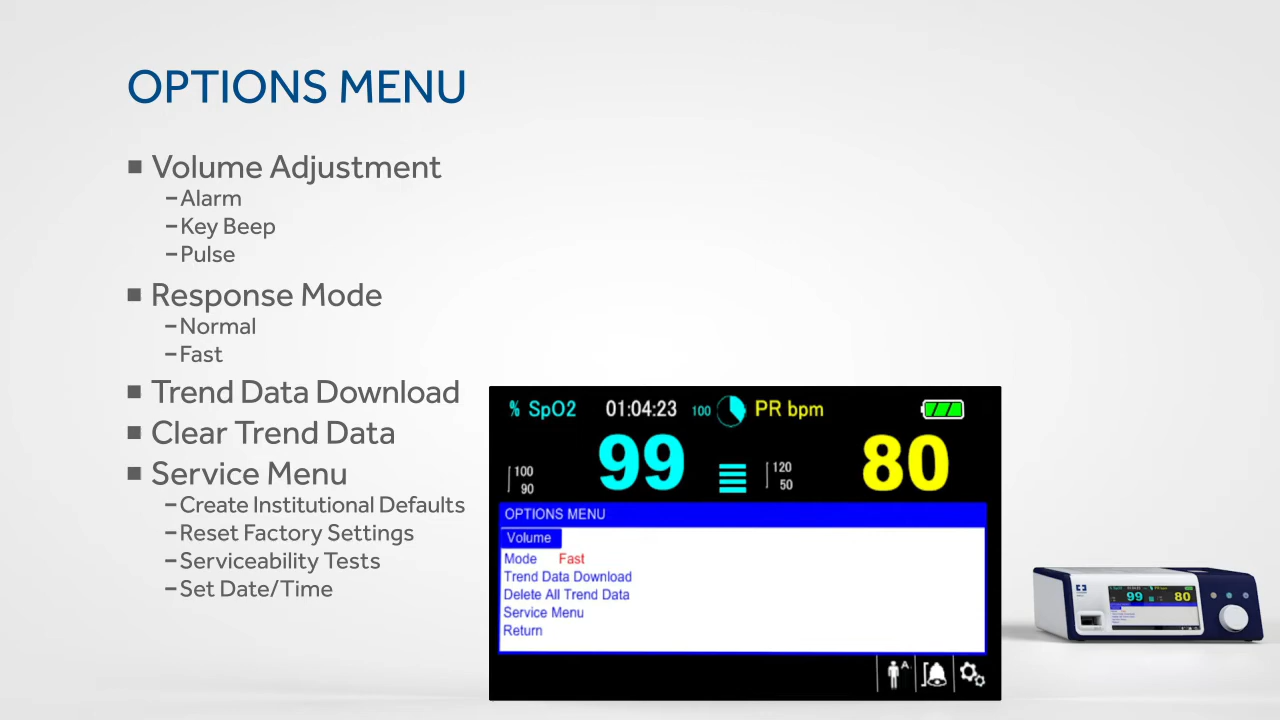 OPTIONS MENU
■ Volume Adjustment
–Alarm
–Key Beep
–Pulse
■ Response Mode
–Normal
–Fast
■ Trend Data Download
■ Clear Trend Data
■ Service Menu
–Create Institutional Defaults
–Reset Factory Settings
–Serviceability Tests
–Set Date/Time
% SpO2 01:04:23 100 PR bpm
100
90
99
120
50
80
OPTIONS MENU
Volume
Mode Fast
Trend Data Download
Delete All Trend Data
Service Menu
Return
A
99 80